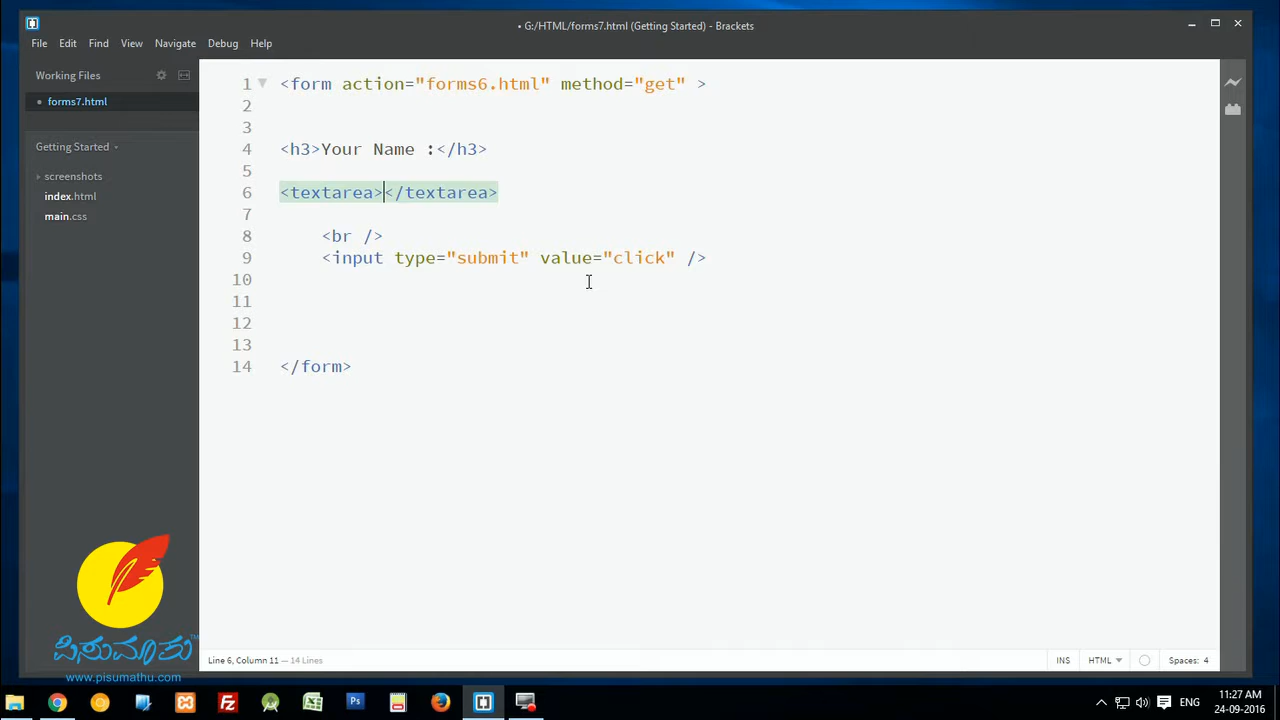 • G:/HTML/forms7.html (Getting Started) - Brackets
File Edit Find View Navigate Debug Help
Working Files
• forms7.html
Getting Started
screenshots
index.html
main.css
1 <form action="forms6.html" method="get" >
2
3
4 <h3>Your Name :</h3>
5
6 <textarea></textarea>
7
8 <br />
9 <input type="submit" value="click" />
10
11
12
13
14 </form>
Line 6, Column 11 — 14 Lines
INS HTML Spaces: 4
ಪಿಸುಮಾತು TM
www.pisumathu.com
Fz Ps
ENG
11:27 AM
24-09-2016